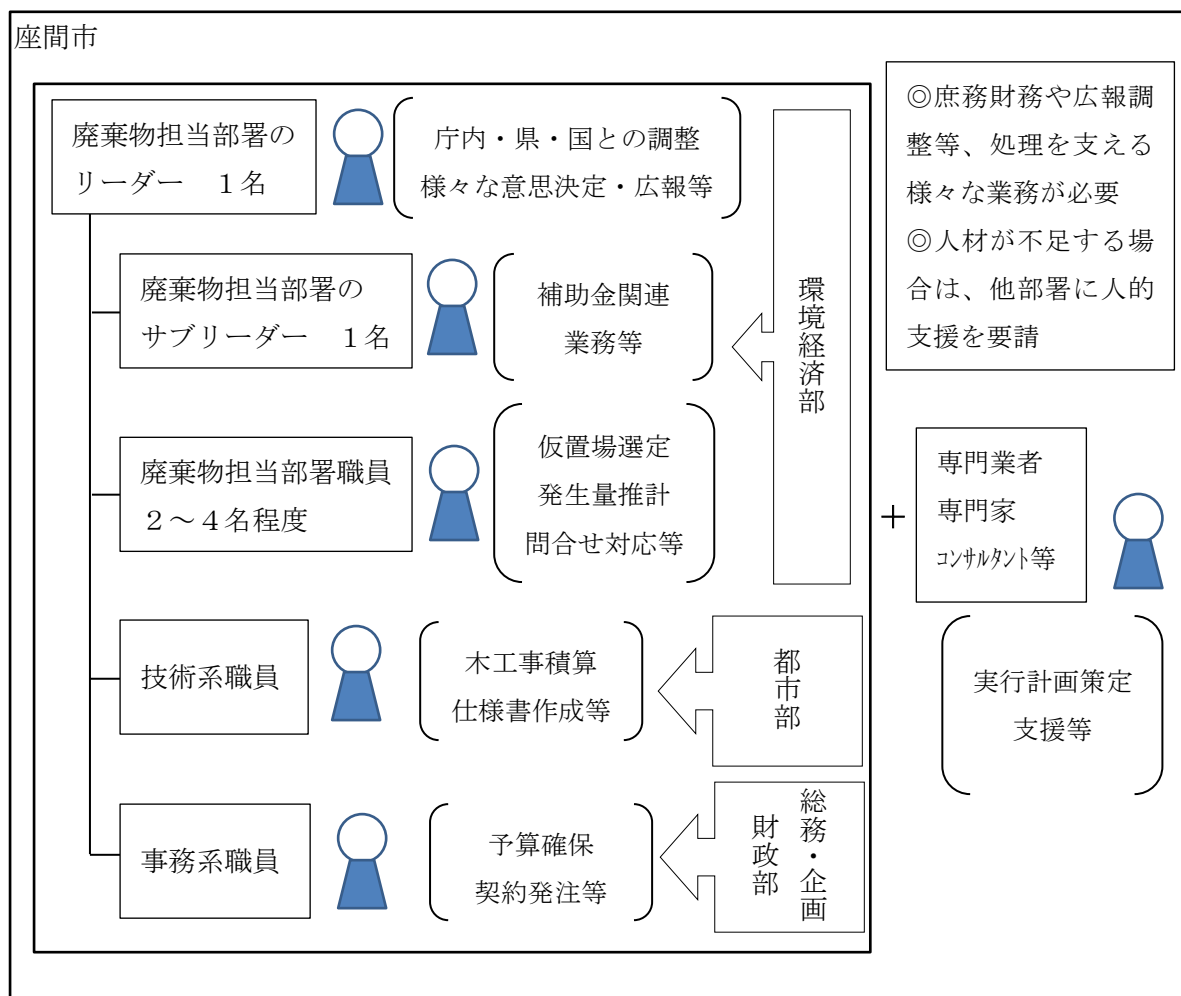 座間市
廃棄物担当部署の
リーダー　１名
庁内・県・国との調整
様々な意思決定・広報等
廃棄物担当部署の
サブリーダー　１名
補助金関連
業務等
廃棄物担当部署職員
２～４名程度
仮置場選定
発生量推計
問合せ対応等
環境経済部
技術系職員
木工事積算
仕様書作成等
都市部
事務系職員
予算確保
契約発注等
総務・企画
財政部
◎庶務財務や広報調
整等、処理を支える
様々な業務が必要
◎人材が不足する場
合は、他部署に人的
支援を要請
＋
専門業者
専門家
ｺﾝｻﾙﾀﾝﾄ等
実行計画策定
支援等